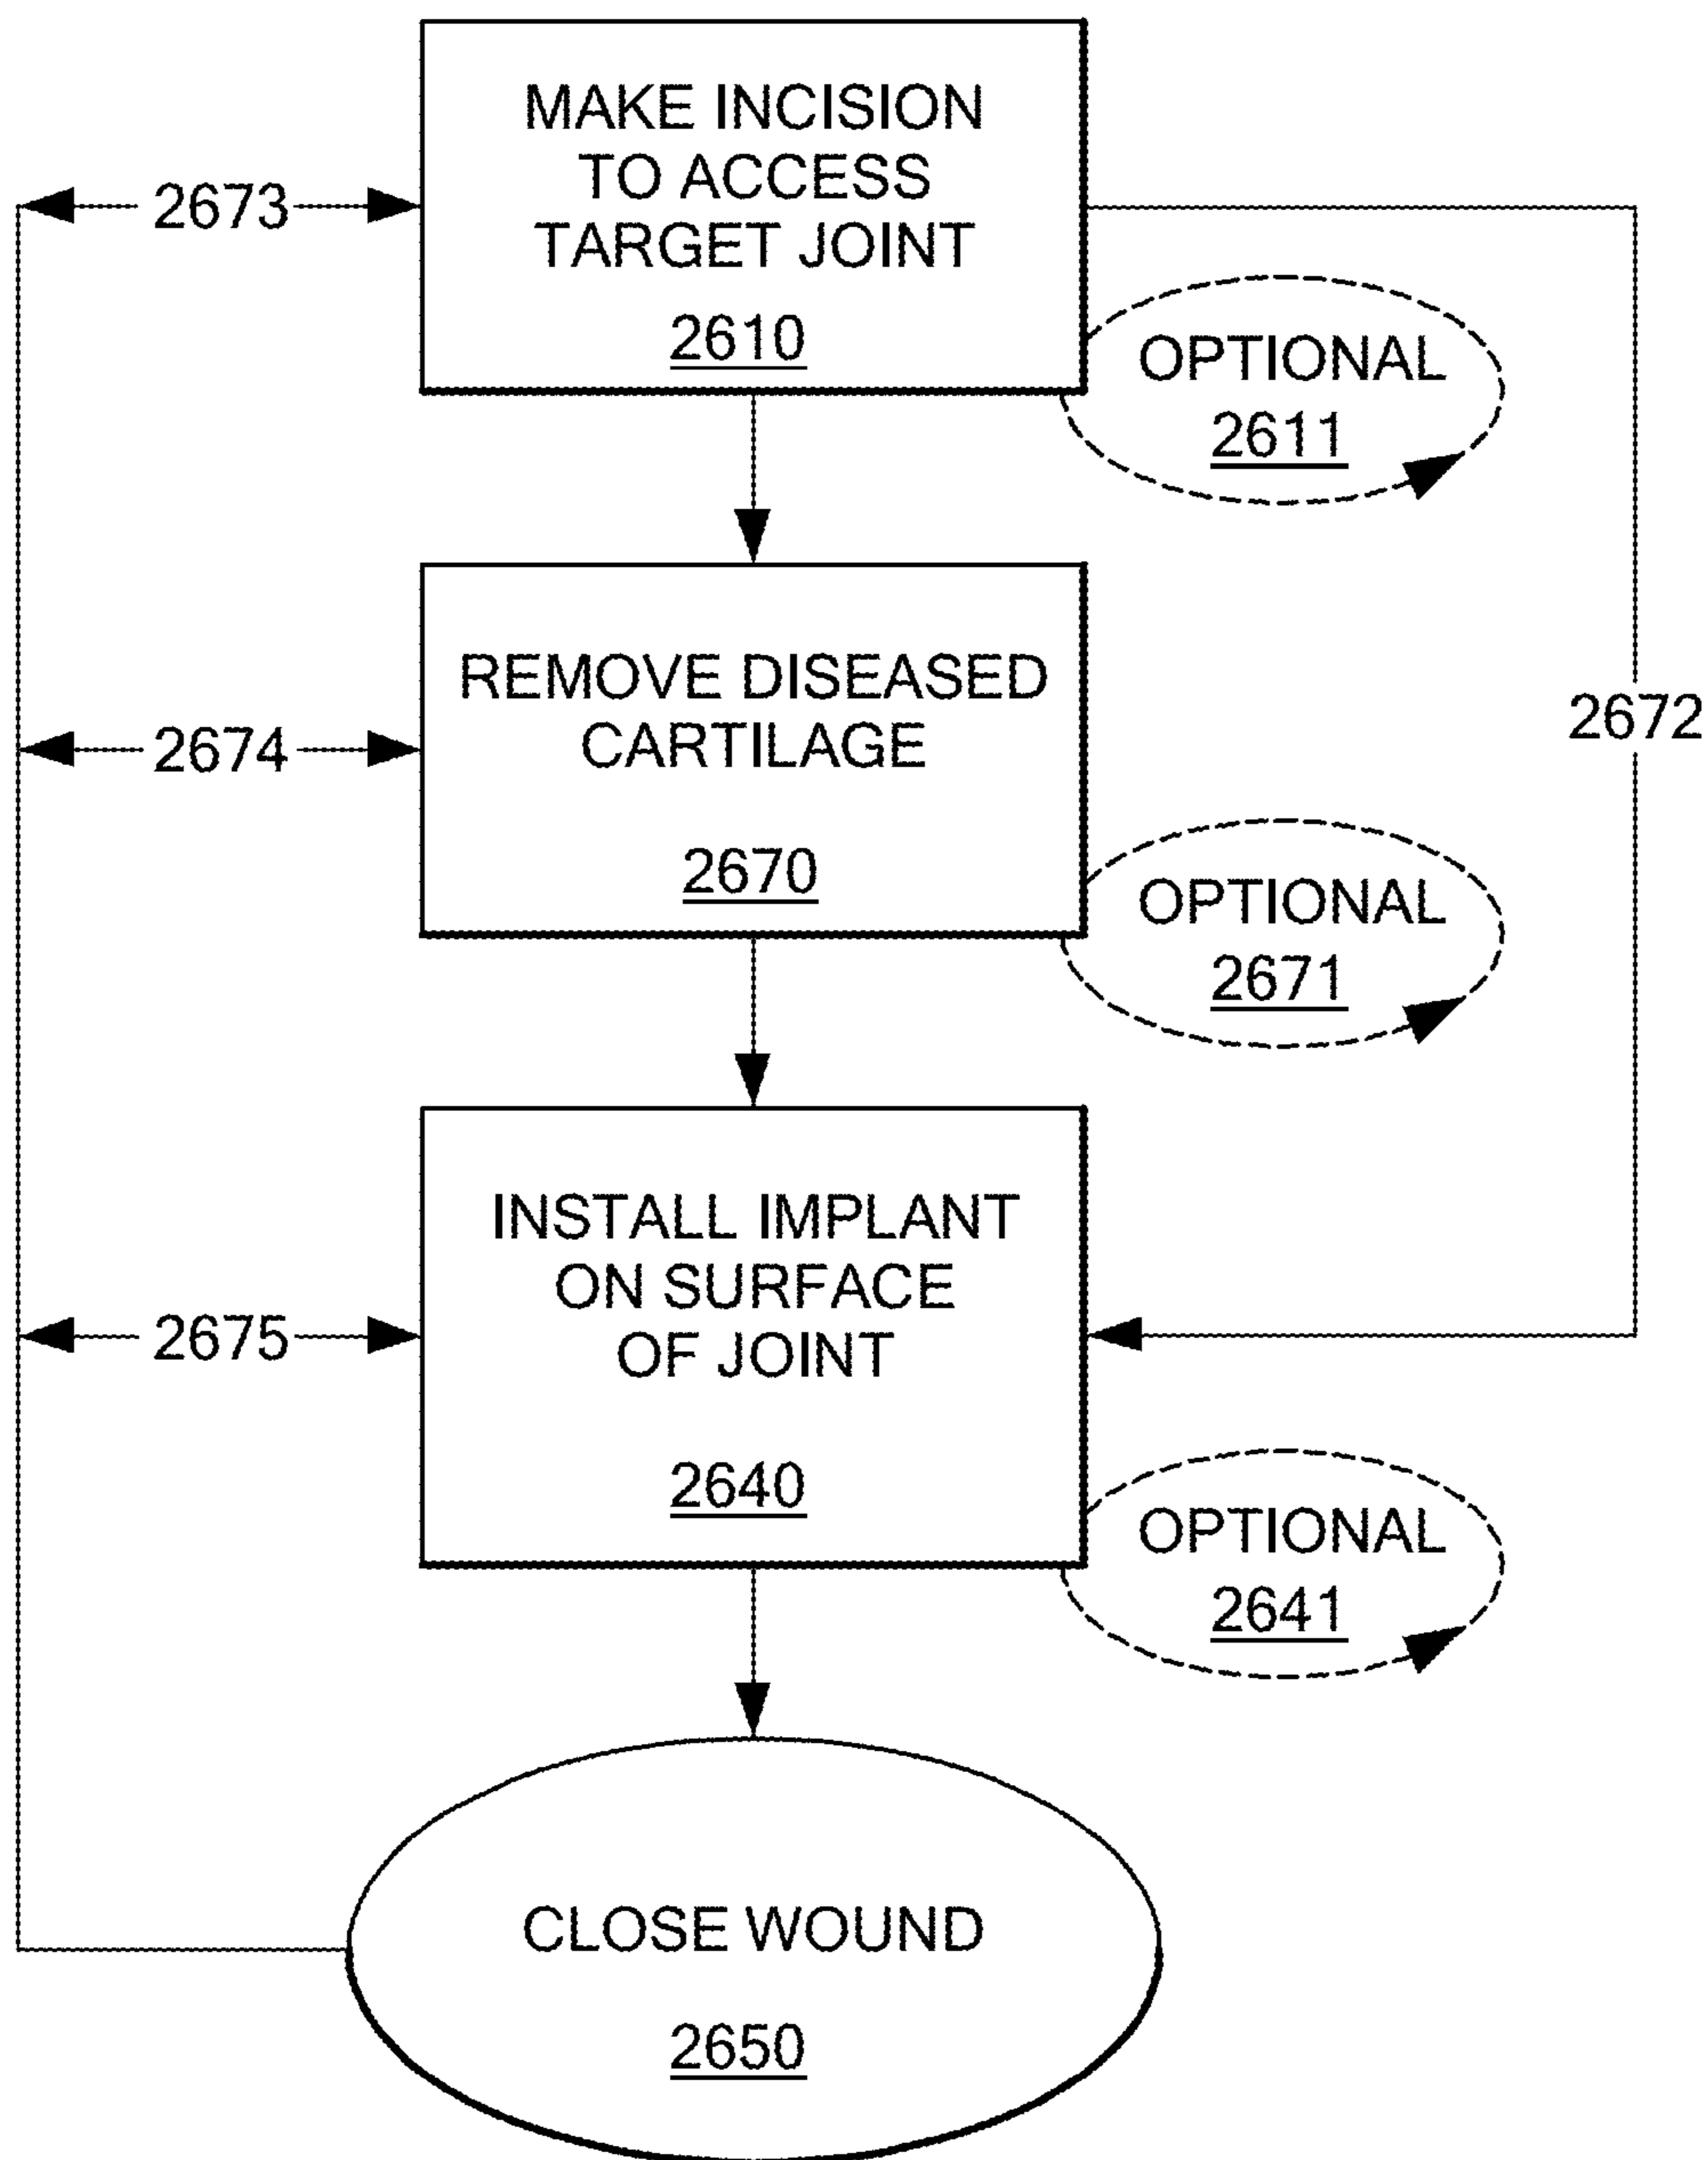 MAKE INCISION
TO ACCESS
TARGET JOINT
2610
2673
OPTIONAL
2611
REMOVE DISEASED
CARTILAGE
2670
2674
2672
OPTIONAL
2671
INSTALL IMPLANT
ON SURFACE
OF JOINT
2640
2675
OPTIONAL
2641
CLOSE WOUND
2650